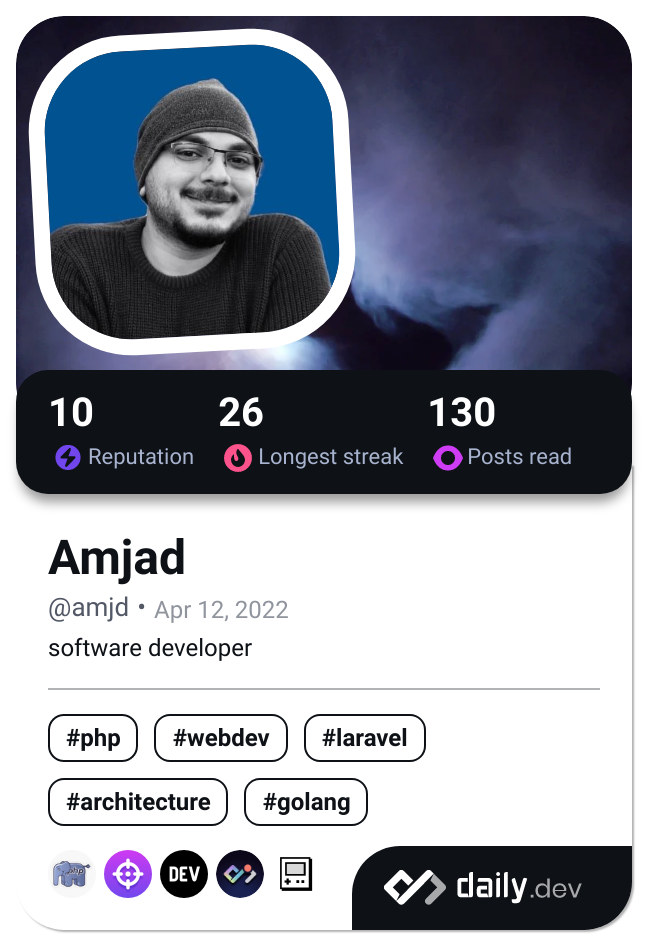 10 26 130
Reputation Longest streak Posts read
Amjad
@amjd • Apr 12, 2022
software developer
#php #webdev #laravel
#architecture #golang
php DEV
daily.dev